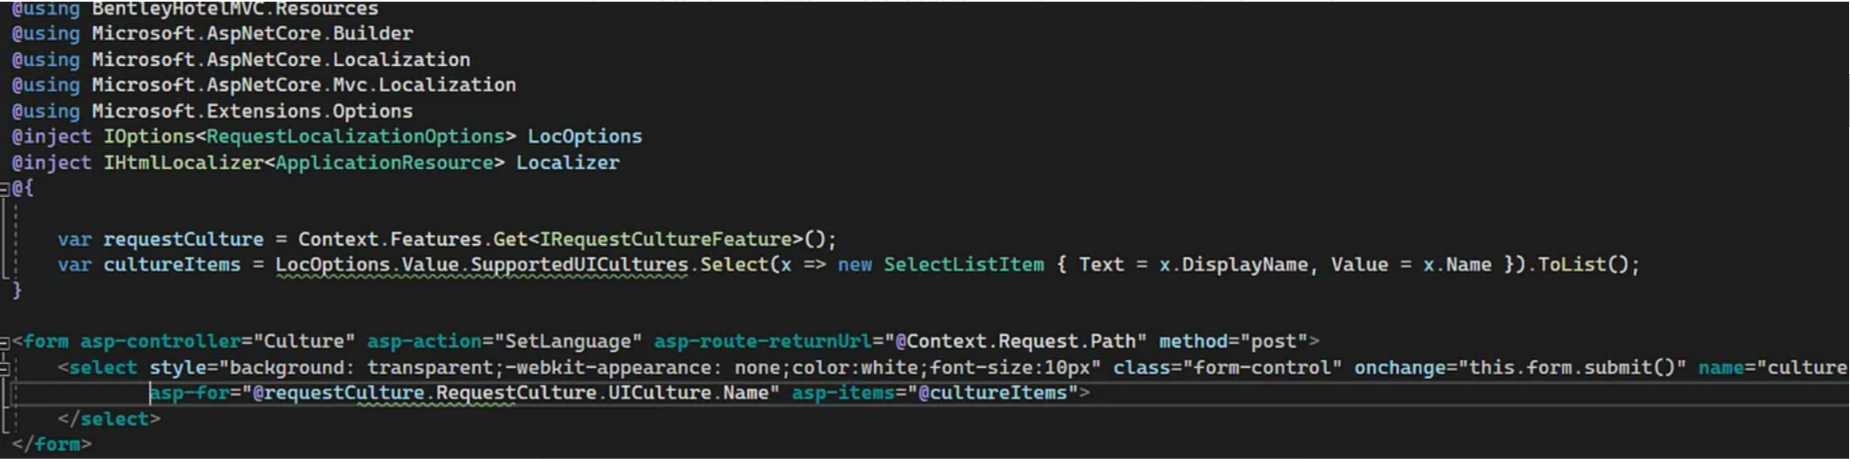 @using BentleyHotelMVC.Resources
@using Microsoft.AspNetCore.Builder
@using Microsoft.AspNetCore.Localization
@using Microsoft.AspNetCore.Mvc.Localization
@using Microsoft.Extensions.Options
@inject IOptions<RequestLocalizationOptions> LocOptions
@inject IHtmlLocalizer<ApplicationResource> Localizer
@{
var requestCulture = Context.Features.Get<IRequestCultureFeature>();
var cultureItems = LocOptions.Value.SupportedUICultures.Select(x => new SelectListItem { Text = x.DisplayName, Value = x.Name }).ToList();
}
<form asp-controller="Culture" asp-action="SetLanguage" asp-route-returnUrl="@Context.Request.Path" method="post">
<select style="background: transparent;-webkit-appearance: none;color:white;font-size:10px" class="form-control" onchange="this.form.submit()" name="culture
asp-for="@requestCulture.RequestCulture.UICulture.Name" asp-items="@cultureItems">
</select>
</form>